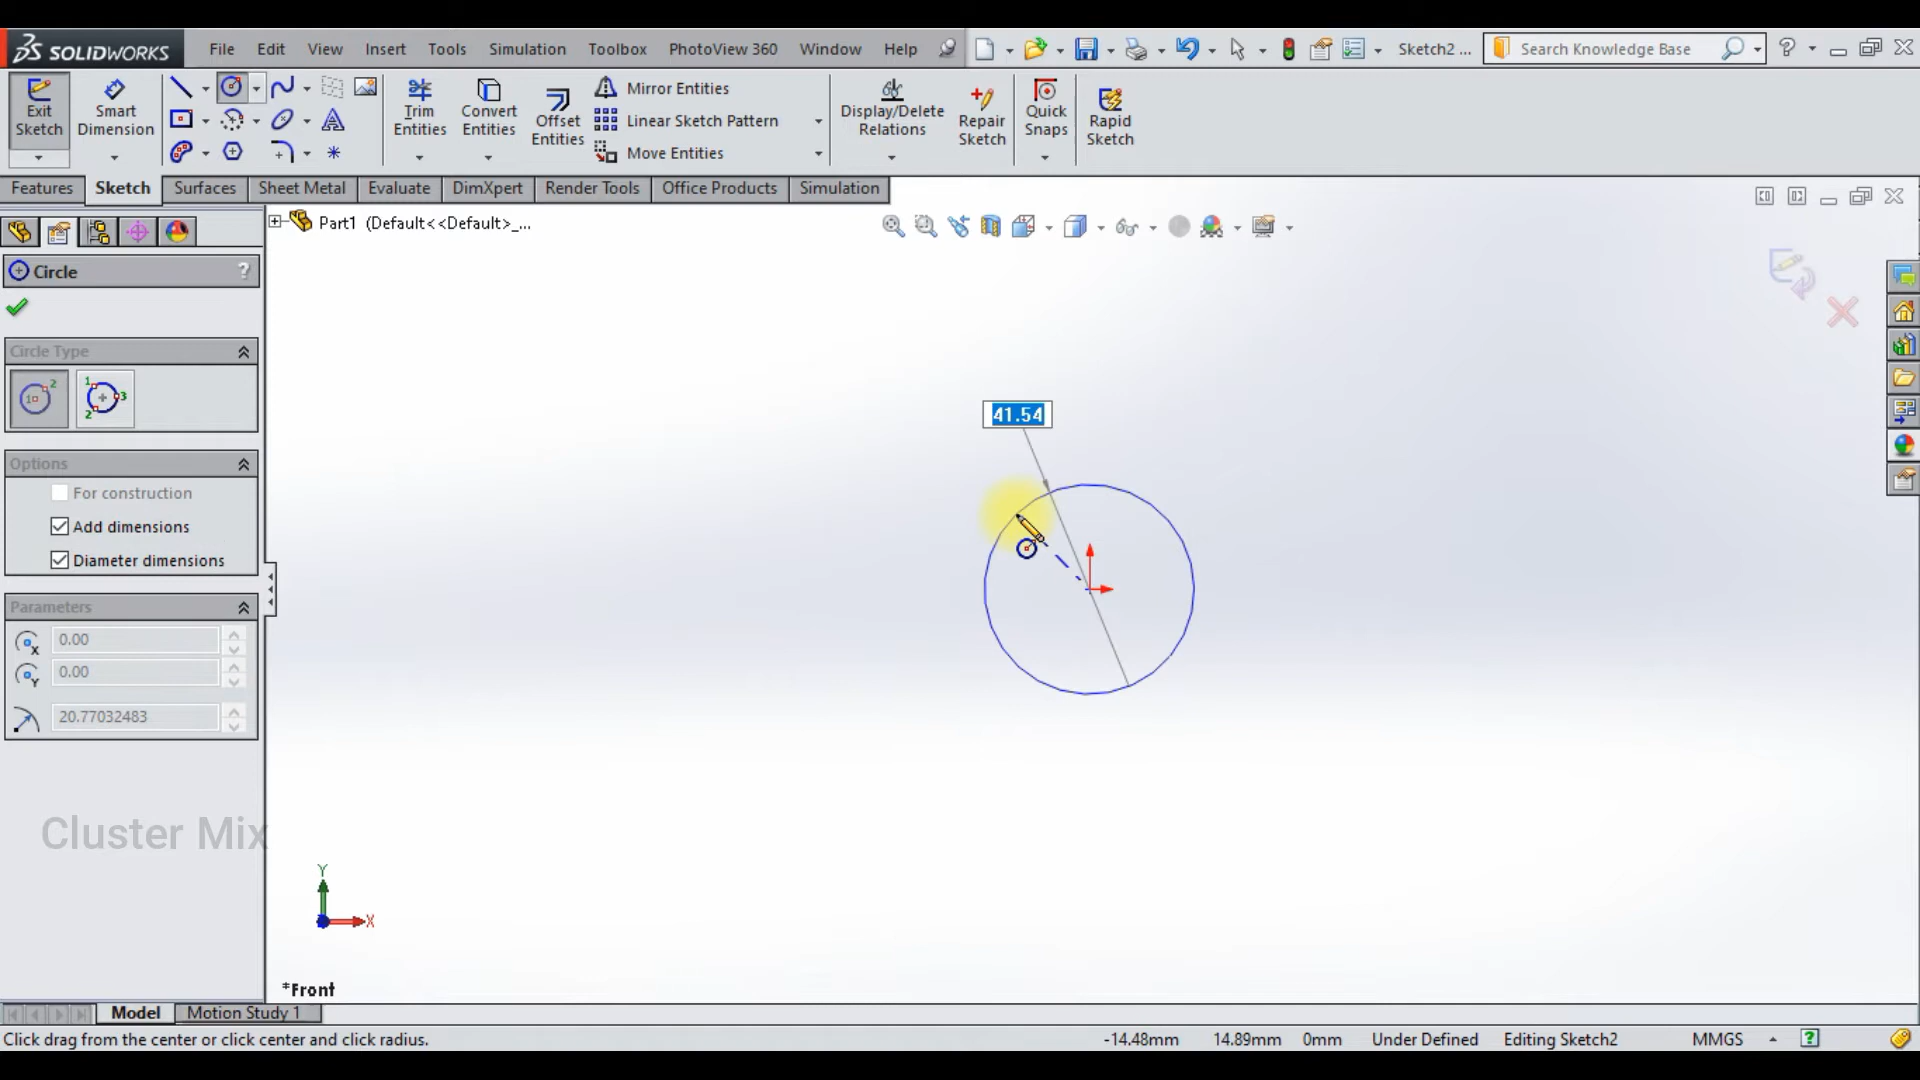 SOLIDWORKS File Edit View Insert Tools Simulation Toolbox PhotoView 360 Window Help Sketch2 ... Search Knowledge Base
Exit Sketch
Smart Dimension
Trim Entities
Convert Entities
Offset Entities
Mirror Entities
Linear Sketch Pattern
Move Entities
Display/Delete Relations
Repair Sketch
Quick Snaps
Rapid Sketch
Features Sketch Surfaces Sheet Metal Evaluate DimXpert Render Tools Office Products Simulation
Part1 (Default<<Default>_...
Circle ?
Circle Type
Options
For construction
Add dimensions
Diameter dimensions
Parameters
0.00
0.00
20.77032483
41.54
Cluster Mix
Y
X
*Front
Model Motion Study 1
Click drag from the center or click center and click radius. -14.48mm 14.89mm 0mm Under Defined Editing Sketch2 MMGS